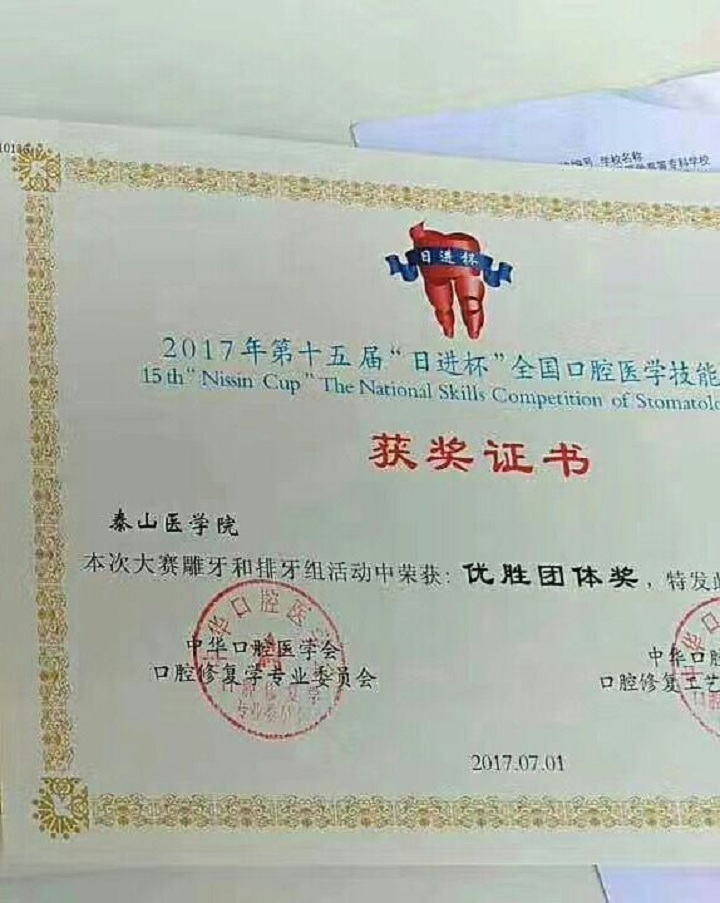 学校名称
日进杯
2017年第十五届“日进杯”全国口腔医学技能
15th “Nissin Cup” The National Skills Competition of Stomatolo
获奖证书
泰山医学院
本次大赛雕牙和排牙组活动中荣获：优胜团体奖，特发
中华口腔医学会
口腔修复学专业委员会
中华口腔
口腔修复工艺
2017.07.01